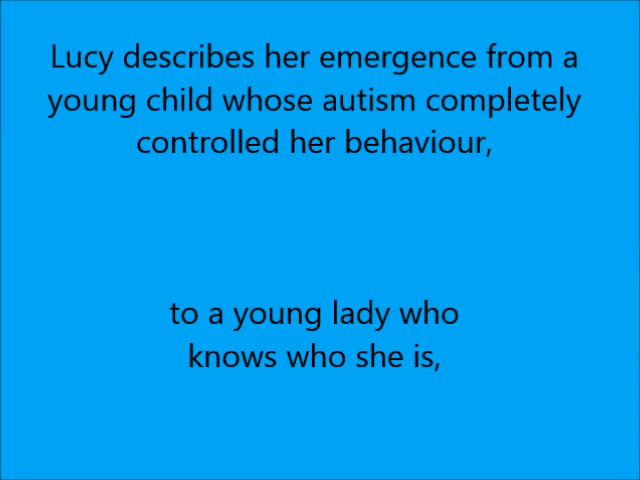 Lucy describes her emergence from a
young child whose autism completely
controlled her behaviour,
to a young lady who
knows who she is,